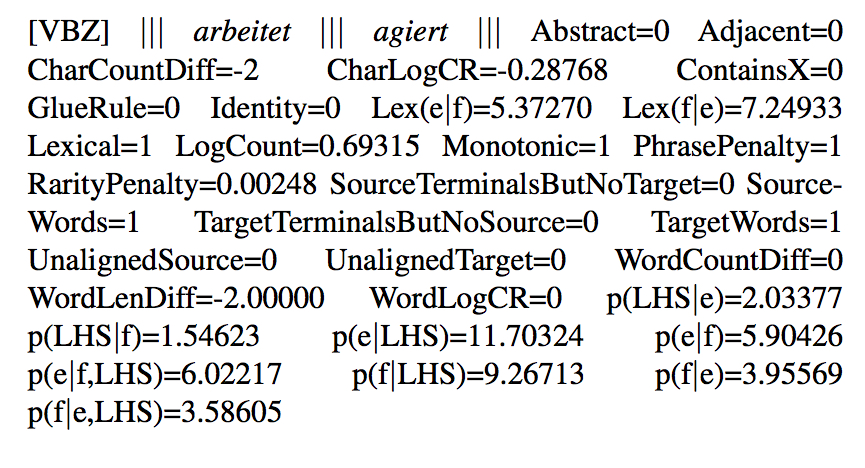 [VBZ] ||| arbeitet ||| agiert ||| Abstract=0 Adjacent=0
CharCountDiff=-2 CharLogCR=-0.28768 ContainsX=0
GlueRule=0 Identity=0 Lex(e|f)=5.37270 Lex(f|e)=7.24933
Lexical=1 LogCount=0.69315 Monotonic=1 PhrasePenalty=1
RarityPenalty=0.00248 SourceTerminalsButNoTarget=0 Source-
Words=1 TargetTerminalsButNoSource=0 TargetWords=1
UnalignedSource=0 UnalignedTarget=0 WordCountDiff=0
WordLenDiff=-2.00000 WordLogCR=0 p(LHS|e)=2.03377
p(LHS|f)=1.54623 p(e|LHS)=11.70324 p(e|f)=5.90426
p(e|f,LHS)=6.02217 p(f|LHS)=9.26713 p(f|e)=3.95569
p(f|e,LHS)=3.58605